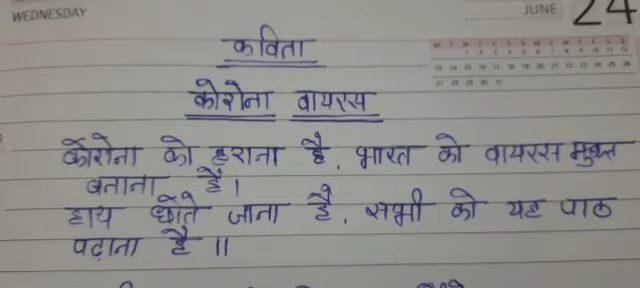 WEDNESDAY
JUNE 24
कविता
कोरोना वायरस
कोरोना को हराना है, भारत को वायरस मुक्त
बनाना है।
हाथ धोते जाना है, सभी को यह पाठ
पढ़ाना है॥